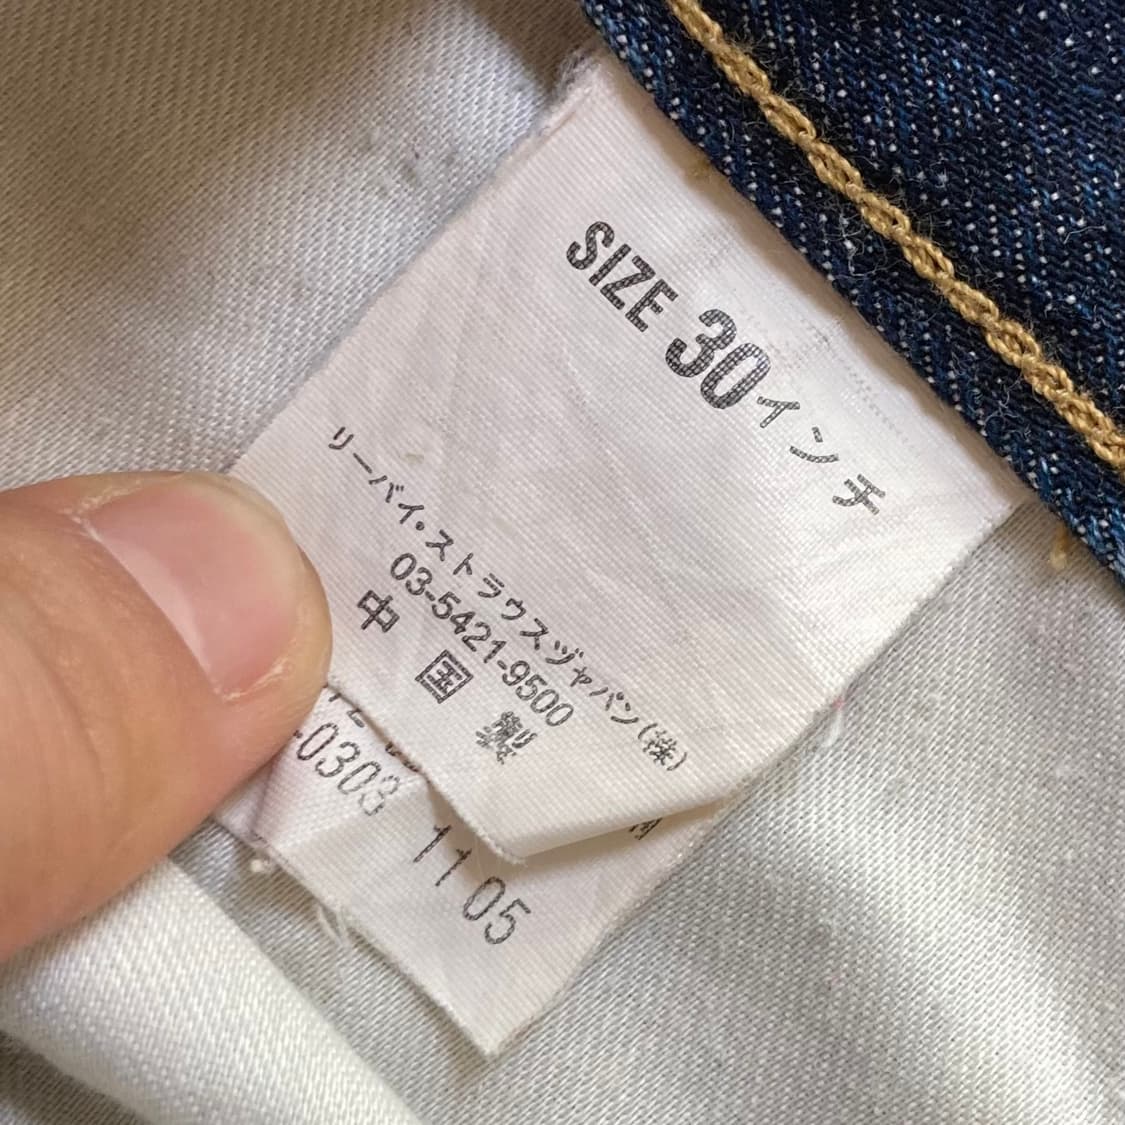 SIZE 30インチ
リーバイ・ストラウスヂャパン(株)
03-5421-9500
中国製
-0303 11 05